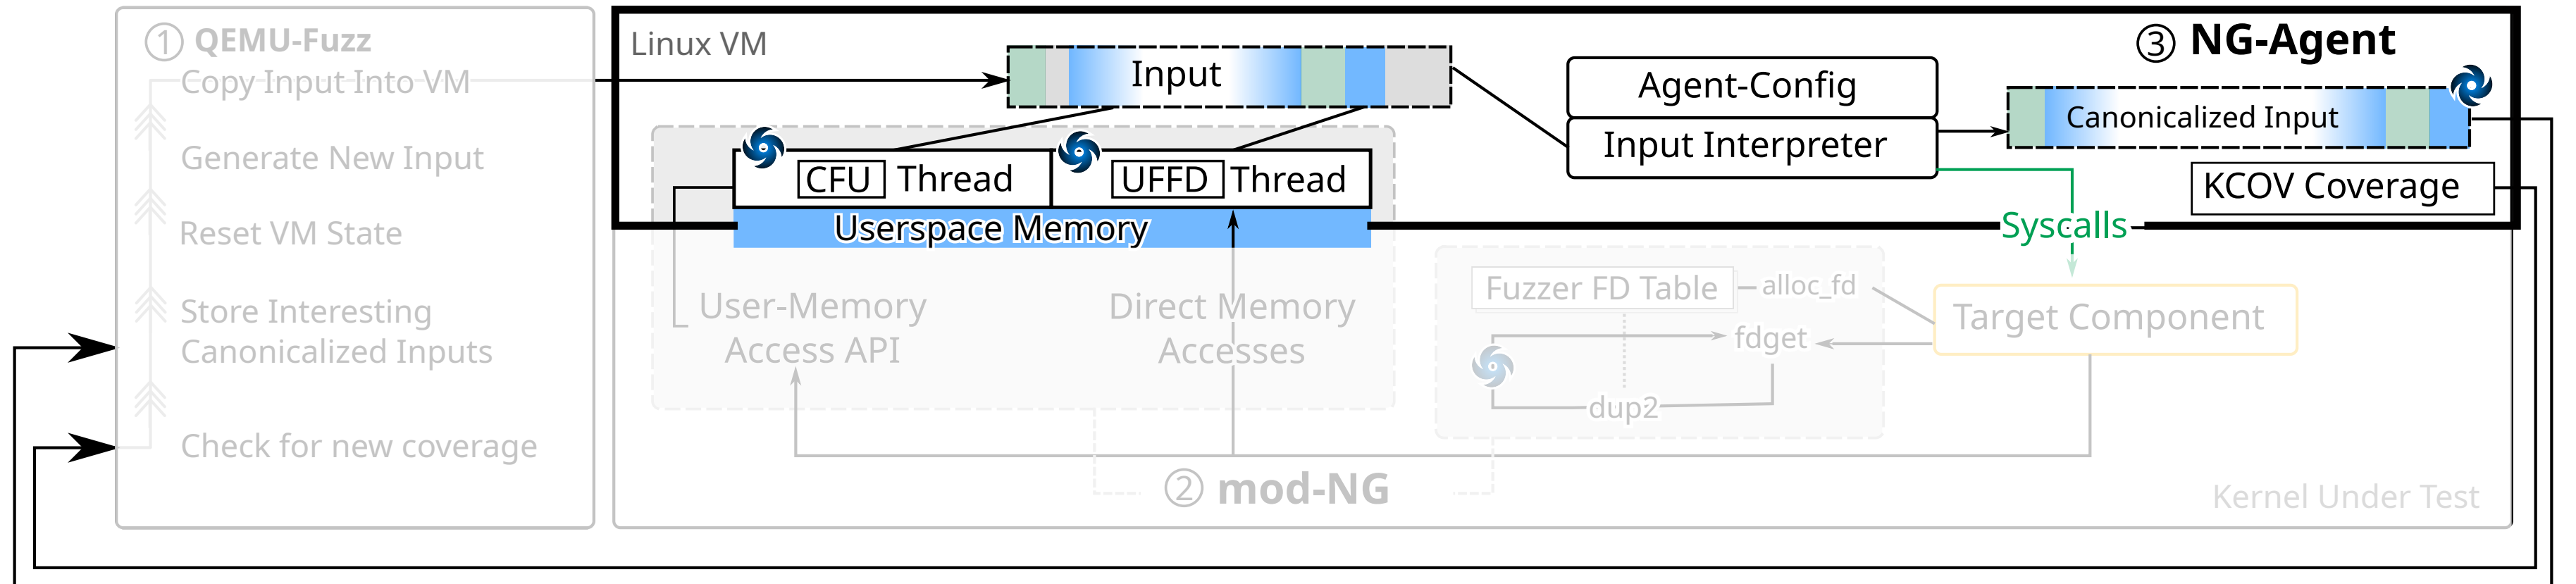 ① QEMU-Fuzz
Copy Input Into VM
Generate New Input
Reset VM State
Store Interesting
Canonicalized Inputs
Check for new coverage
Linux VM
Input
Agent-Config
Input Interpreter
③ NG-Agent
Canonicalized Input
KCOV Coverage
CFU Thread
UFFD Thread
Userspace Memory
Syscalls
User-Memory
Access API
Direct Memory
Accesses
Fuzzer FD Table
alloc_fd
fdget
dup2
Target Component
② mod-NG
Kernel Under Test